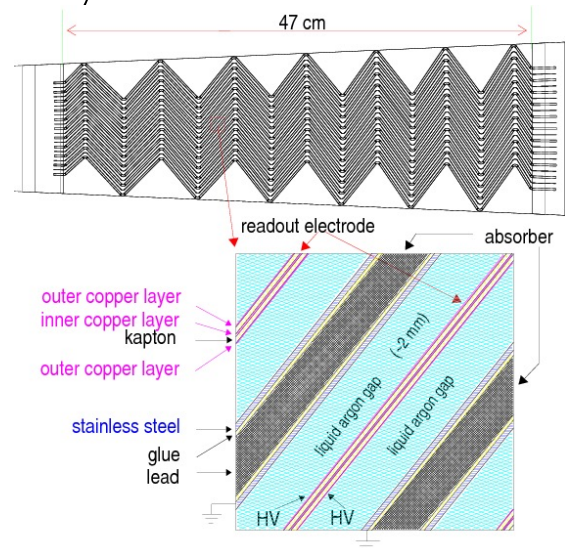 47 cm
readout electrode
absorber
outer copper layer
inner copper layer
kapton
outer copper layer
(~2 mm)
liquid argon gap
liquid argon gap
stainless steel
glue
lead
HV
HV